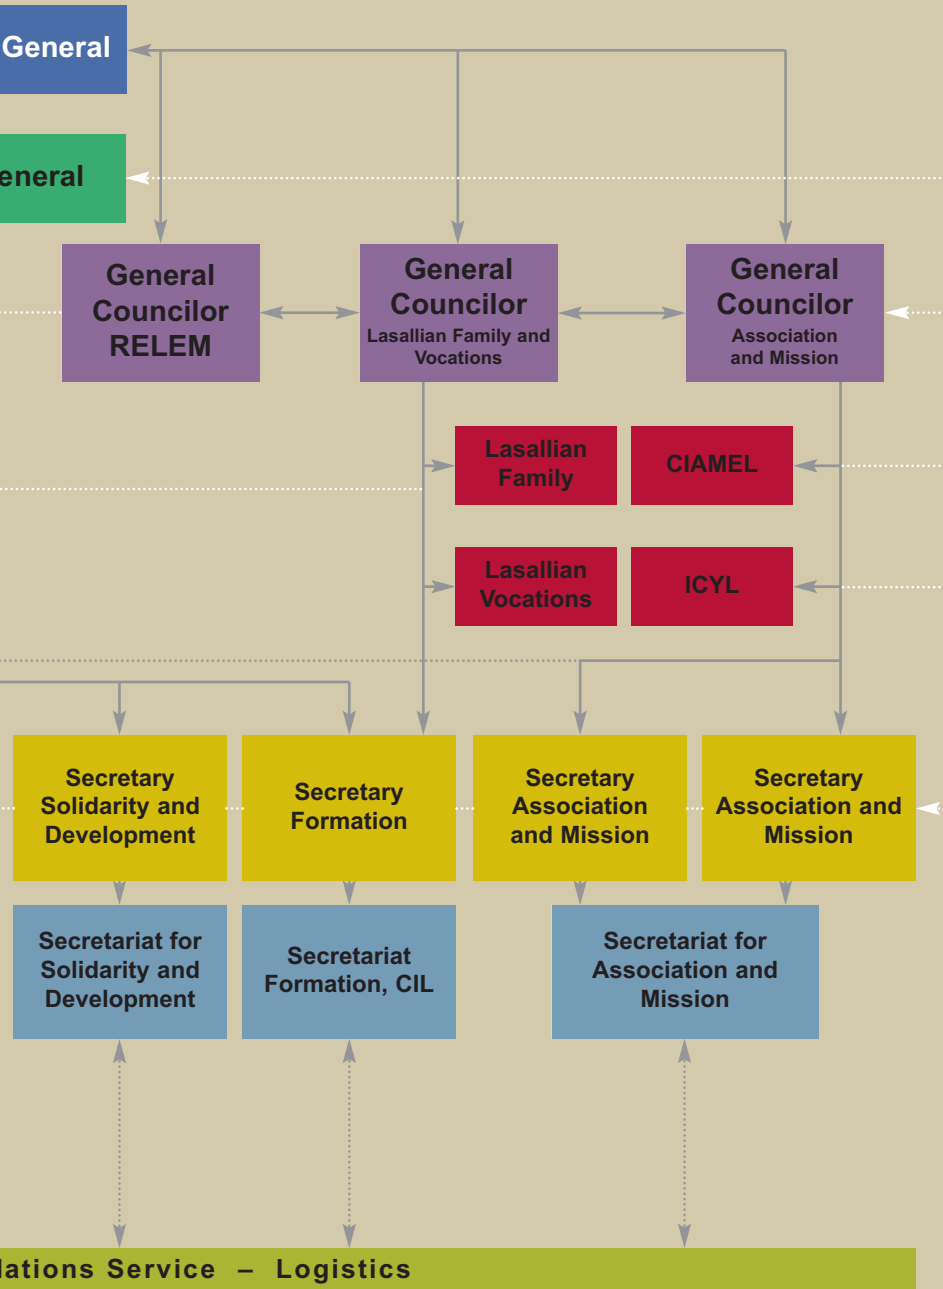 General
General
Councilor
RELEM
General
Councilor
Lasallian Family and
Vocations
General
Councilor
Association
and Mission
Lasallian
Family
CIAMEL
Lasallian
Vocations
ICYL
Secretary
Solidarity and
Development
Secretary
Formation
Secretary
Association
and Mission
Secretary
Association and
Mission
Secretariat for
Solidarity and
Development
Secretariat
Formation, CIL
Secretariat for
Association and
Mission
Service – Logistics